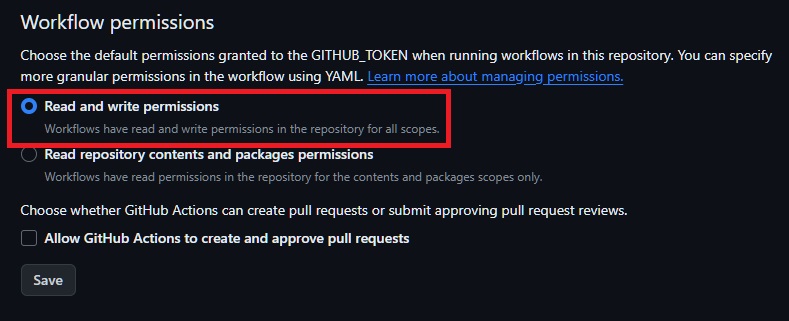 Workflow permissions
Choose the default permissions granted to the GITHUB_TOKEN when running workflows in this repository. You can specify
more granular permissions in the workflow using YAML. Learn more about managing permissions.
Read and write permissions
Workflows have read and write permissions in the repository for all scopes.
Read repository contents and packages permissions
Workflows have read permissions in the repository for the contents and packages scopes only.
Choose whether GitHub Actions can create pull requests or submit approving pull request reviews.
Allow GitHub Actions to create and approve pull requests
Save